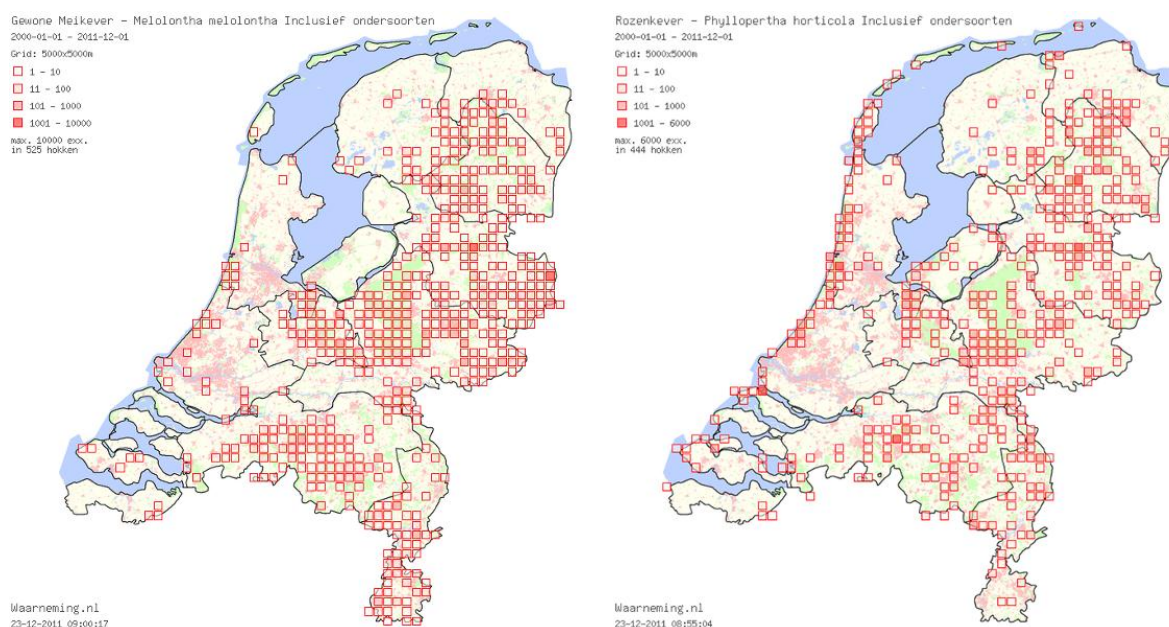 Gewone Meikever – Melolontha melolontha Inclusief ondersoorten
2000-01-01 – 2011-12-01
Grid: 5000x5000m
1 – 10
11 – 100
101 – 1000
1001 – 10000
max. 10000 exx.
in 525 hokken
Waarneming.nl
23-12-2011 09:00:17
Rozenkever – Phyllopertha horticola Inclusief ondersoorten
2000-01-01 – 2011-12-01
Grid: 5000x5000m
1 – 10
11 – 100
101 – 1000
1001 – 6000
max. 6000 exx.
in 444 hokken
Waarneming.nl
23-12-2011 08:55:04